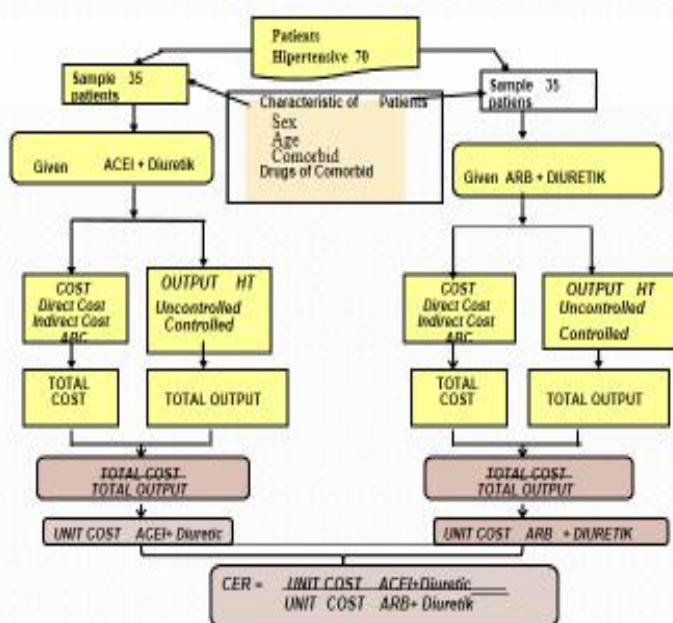 Patients
Hipertensive 70
Sample 35
patients
Sample 35
patiens
Characteristic of Patients
Sex
Age
Comorbid
Drugs of Comorbid
Given ACEI + Diuretik
Given ARB + DIURETIK
COST
Direct Cost
Indirect Cost
ABC
OUTPUT HT
Uncontrolled
Controlled
COST
Direct Cost
Indirect Cost
ABC
OUTPUT HT
Uncontrolled
Controlled
TOTAL
COST
TOTAL OUTPUT
TOTAL
COST
TOTAL OUTPUT
TOTAL COST
TOTAL OUTPUT
TOTAL COST
TOTAL OUTPUT
UNIT COST ACEI+ Diuretic
UNIT COST ARB + DIURETIK
CER = UNIT COST ACEI+Diuretic
UNIT COST ARB+ Diuretik